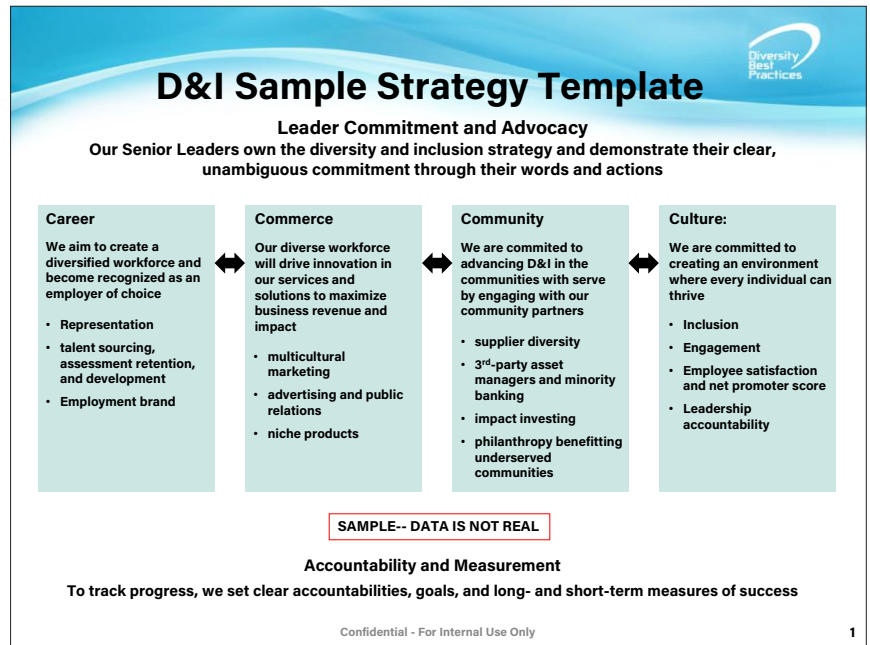 Diversity
Best
Practices
D&I Sample Strategy Template
Leader Commitment and Advocacy
Our Senior Leaders own the diversity and inclusion strategy and demonstrate their clear,
unambiguous commitment through their words and actions
Career
We aim to create a
diversified workforce and
become recognized as an
employer of choice
• Representation
• talent sourcing,
assessment retention,
and development
• Employment brand
Commerce
Our diverse workforce
will drive innovation in
our services and
solutions to maximize
business revenue and
impact
• multicultural
marketing
• advertising and public
relations
• niche products
Community
We are commited to
advancing D&I in the
communities with serve
by engaging with our
community partners
• supplier diversity
• 3rd-party asset
managers and minority
banking
• impact investing
• philanthropy benefitting
underserved
communities
Culture:
We are committed to
creating an environment
where every individual can
thrive
• Inclusion
• Engagement
• Employee satisfaction
and net promoter score
• Leadership
accountability
SAMPLE-- DATA IS NOT REAL
Accountability and Measurement
To track progress, we set clear accountabilities, goals, and long- and short-term measures of success
Confidential - For Internal Use Only
1